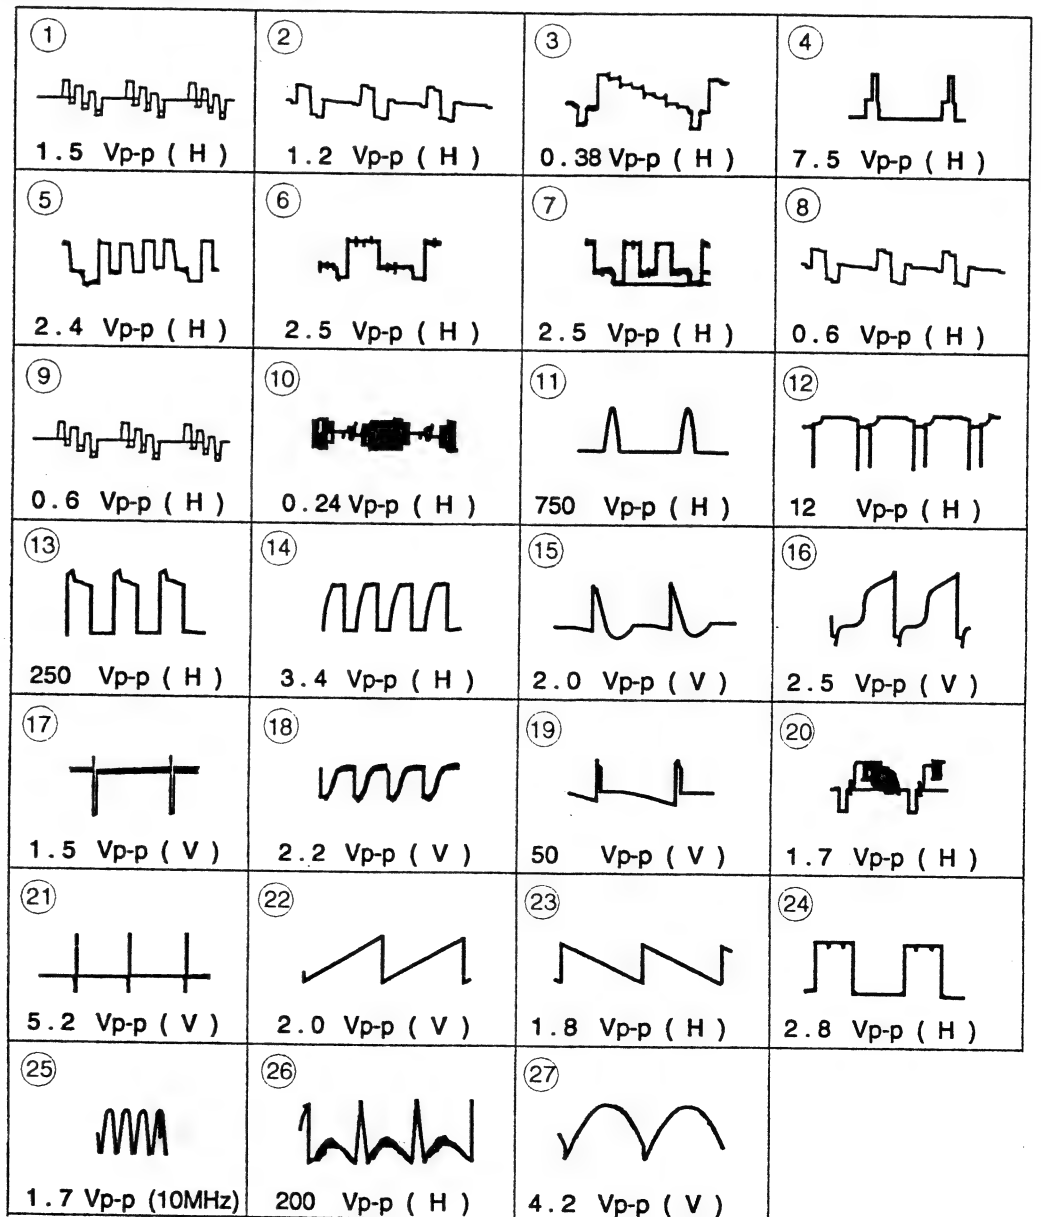 1 2 3 4
1.5 Vp-p ( H ) 1.2 Vp-p ( H ) 0.38 Vp-p ( H ) 7.5 Vp-p ( H )
5 6 7 8
2.4 Vp-p ( H ) 2.5 Vp-p ( H ) 2.5 Vp-p ( H ) 0.6 Vp-p ( H )
9 10 11 12
0.6 Vp-p ( H ) 0.24 Vp-p ( H ) 750 Vp-p ( H ) 12 Vp-p ( H )
13 14 15 16
250 Vp-p ( H ) 3.4 Vp-p ( H ) 2.0 Vp-p ( V ) 2.5 Vp-p ( V )
17 18 19 20
1.5 Vp-p ( V ) 2.2 Vp-p ( V ) 50 Vp-p ( V ) 1.7 Vp-p ( H )
21 22 23 24
5.2 Vp-p ( V ) 2.0 Vp-p ( V ) 1.8 Vp-p ( H ) 2.8 Vp-p ( H )
25 26 27
1.7 Vp-p (10MHz) 200 Vp-p ( H ) 4.2 Vp-p ( V )